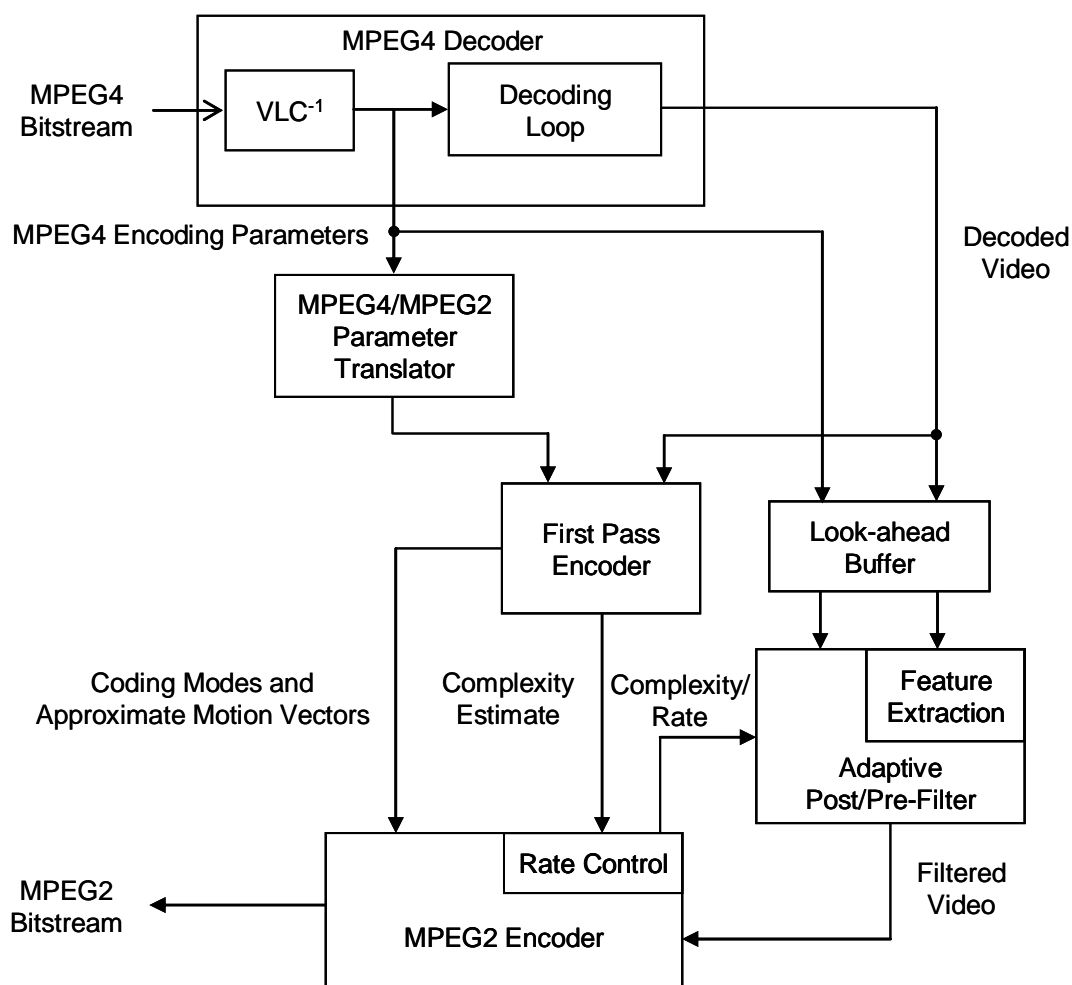 MPEG4 Decoder
MPEG4
Bitstream
VLC-1
Decoding
Loop
MPEG4 Encoding Parameters
Decoded
Video
MPEG4/MPEG2
Parameter
Translator
First Pass
Encoder
Look-ahead
Buffer
Coding Modes and
Approximate Motion Vectors
Complexity
Estimate
Complexity/
Rate
Feature
Extraction
Adaptive
Post/Pre-Filter
Rate Control
MPEG2 Encoder
Filtered
Video
MPEG2
Bitstream